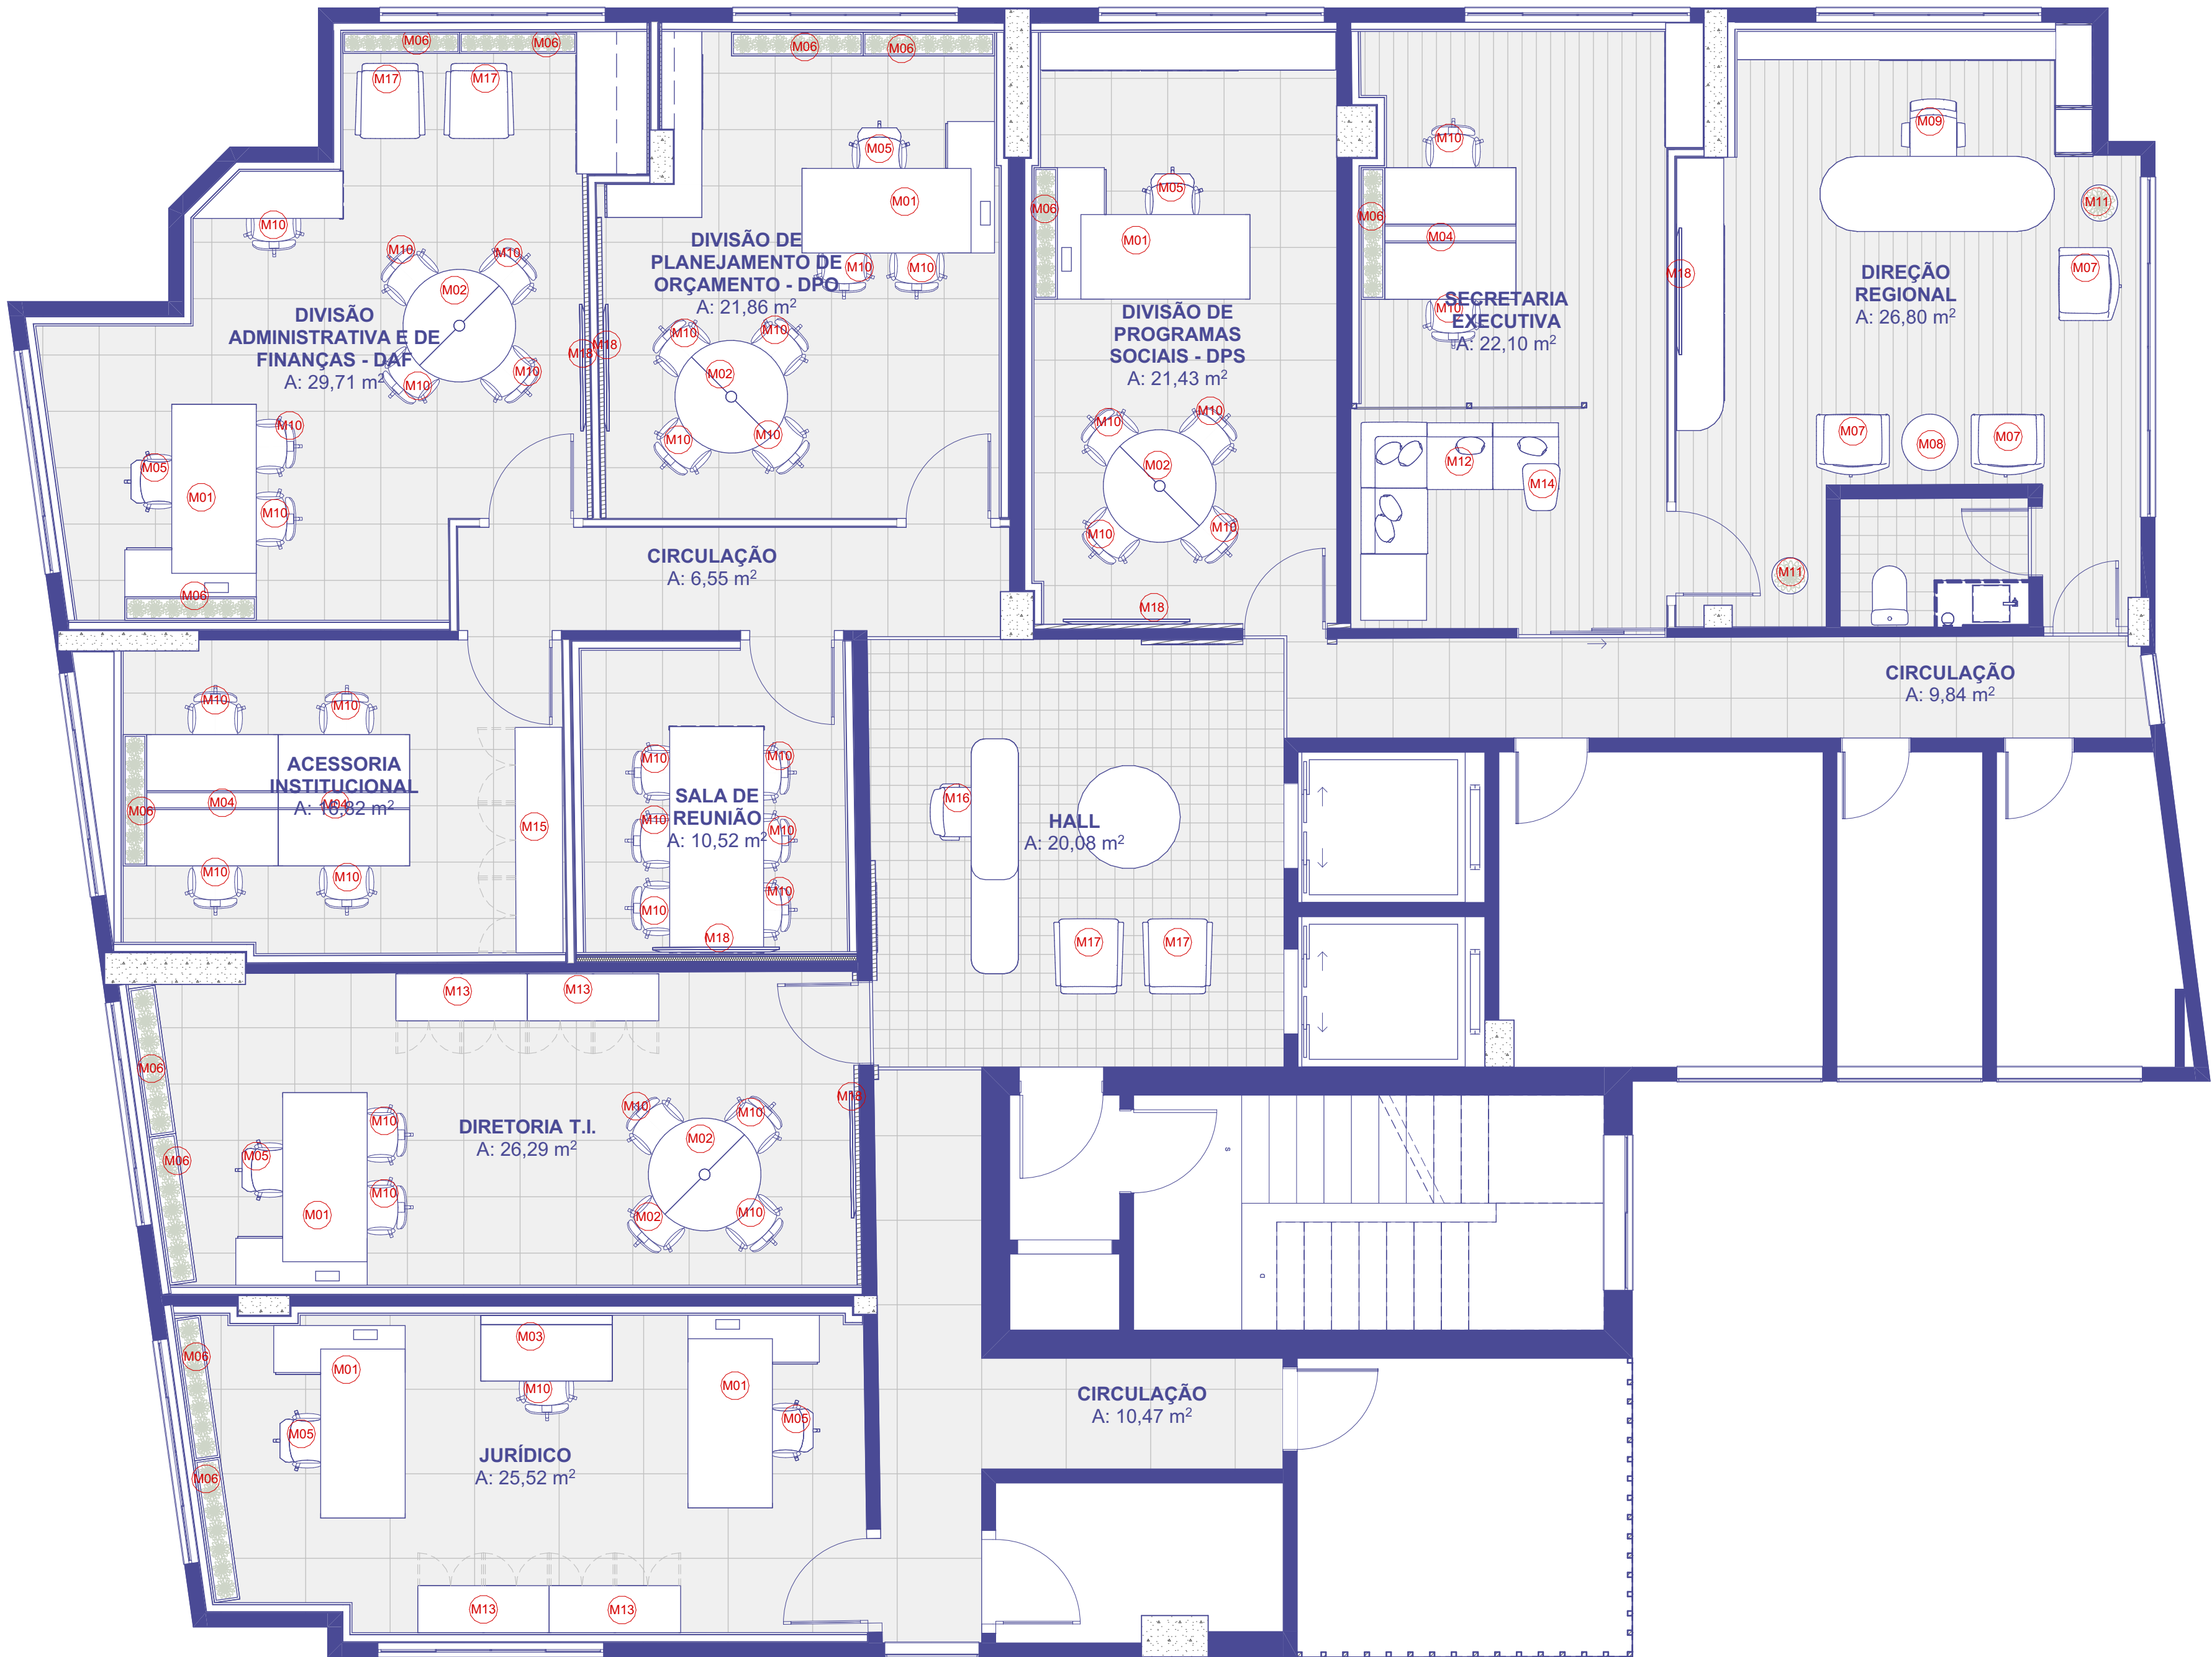 M06
M06
M17
M17
M10
M10
M10
M02
M10
M10
DIVISÃO
ADMINISTRATIVA E DE
FINANÇAS - DAF
A: 29,71 m²
M10
M05
M01
M10
M06
M18
M18
M06
M06
M05
M01
DIVISÃO DE
PLANEJAMENTO DE
ORÇAMENTO - DPO
A: 21,86 m²
M10
M10
M10
M10
M02
M10
M10
CIRCULAÇÃO
A: 6,55 m²
M06
M05
M01
DIVISÃO DE
PROGRAMAS
SOCIAIS - DPS
A: 21,43 m²
M10
M10
M02
M10
M10
M18
M10
M06
M04
SECRETARIA
EXECUTIVA
A: 22,10 m²
M10
M12
M14
M18
M09
M11
DIREÇÃO
REGIONAL
A: 26,80 m²
M07
M07
M08
M07
M11
CIRCULAÇÃO
A: 9,84 m²
M10
M10
ACESSORIA
INSTITUCIONAL
A: 16,82 m²
M06
M04
M04
M10
M10
M15
M10
M10
SALA DE
REUNIÃO
A: 10,52 m²
M10
M10
M10
M10
M18
M16
HALL
A: 20,08 m²
M17
M17
M13
M13
M06
M06
DIRETORIA T.I.
A: 26,29 m²
M10
M05
M10
M01
M10
M10
M02
M02
M10
M18
S
D
M06
M06
M01
M03
M01
M10
M05
M05
JURÍDICO
A: 25,52 m²
M13
M13
CIRCULAÇÃO
A: 10,47 m²